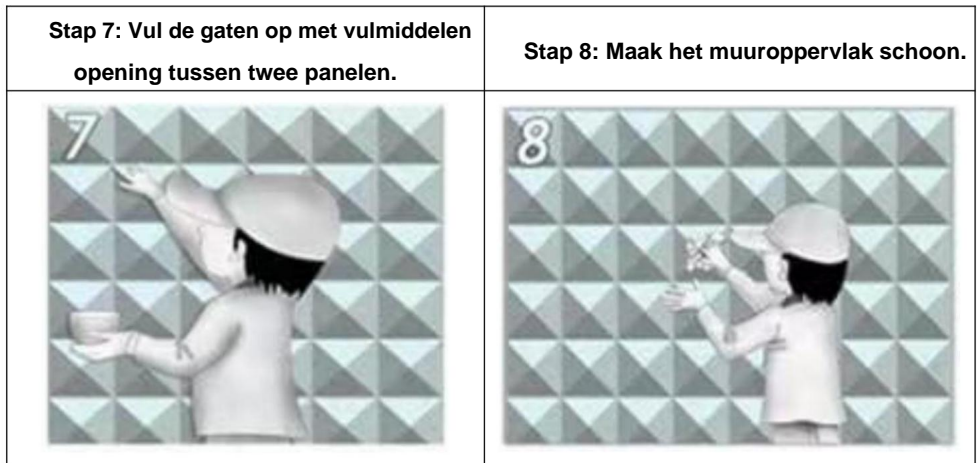 Stap 7: Vul de gaten op met vulmiddelen
opening tussen twee panelen.
Stap 8: Maak het muuroppervlak schoon.
7
8